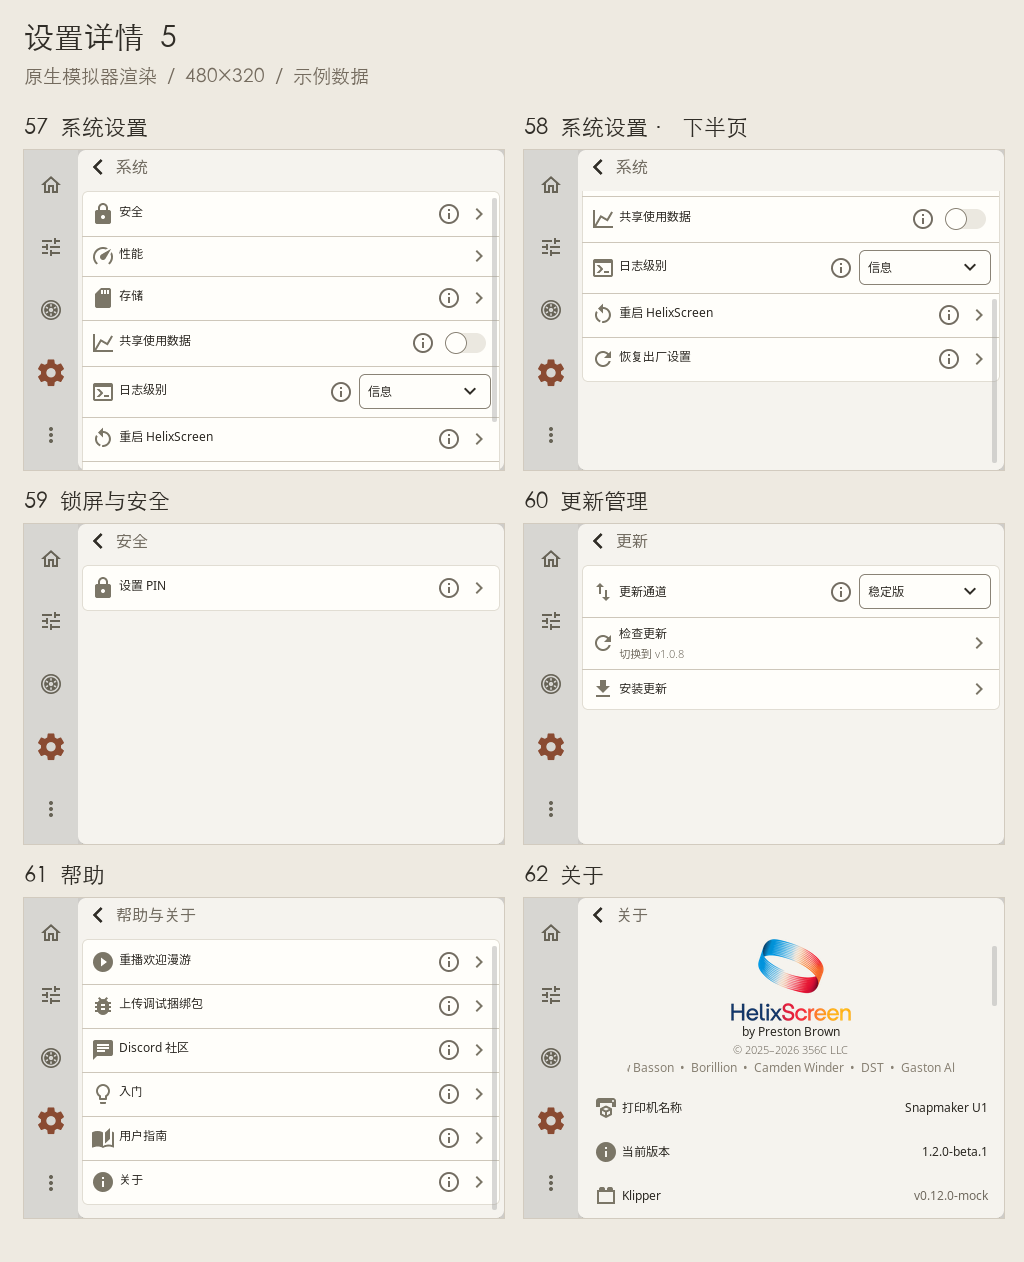 设置详情 5
原生模拟器渲染 / 480×320 / 示例数据
57 系统设置
系统
安全
性能
存储
共享使用数据
日志级别
信息
重启 HelixScreen
58 系统设置 · 下半页
系统
共享使用数据
日志级别
信息
重启 HelixScreen
恢复出厂设置
59 锁屏与安全
安全
设置 PIN
60 更新管理
更新
更新通道
稳定版
检查更新
切换到 v1.0.8
安装更新
61 帮助
帮助与关于
重播欢迎漫游
上传调试捆绑包
Discord 社区
入门
用户指南
关于
62 关于
关于
HelixScreen
by Preston Brown
© 2025–2026 356C LLC
Basson • Borillion • Camden Winder • DST • Gaston Al
打印机名称
Snapmaker U1
当前版本
1.2.0-beta.1
Klipper
v0.12.0-mock